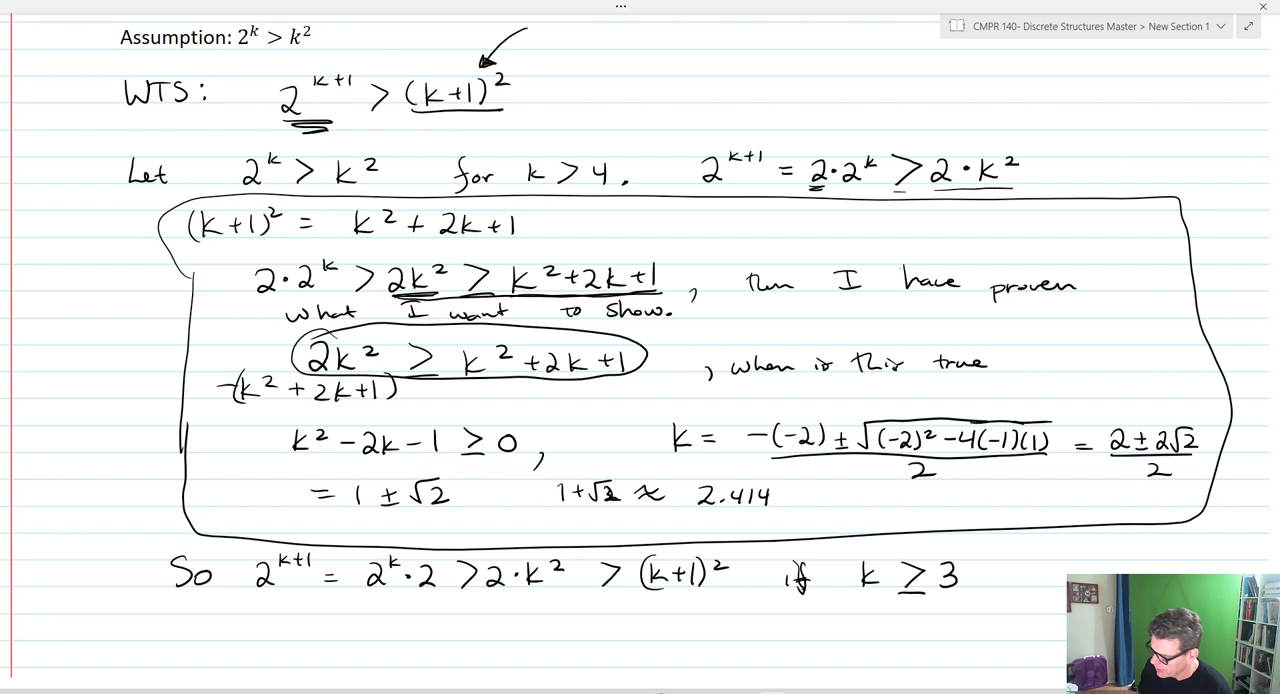 ...
CMPR 140- Discrete Structures Master > New Section 1
Assumption: 2^k > k^2
WTS: 2^(k+1) > (k+1)^2
Let 2^k > k^2 for k > 4. 2^(k+1) = 2·2^k > 2·k^2
(k+1)^2 = k^2 + 2k + 1
2·2^k > 2k^2 ≥ k^2+2k+1, then I have proven
what I want to show.
2k^2 ≥ k^2+2k+1, when is this true
-(k^2 + 2k+1)
k^2 - 2k - 1 ≥ 0, k = (-(-2) ± √((-2)^2 - 4(-1)(1)))/2 = (2 ± 2√2)/2
= 1 ± √2 1+√2 ≈ 2.414
So 2^(k+1) = 2^k·2 > 2·k^2 > (k+1)^2 if k ≥ 3